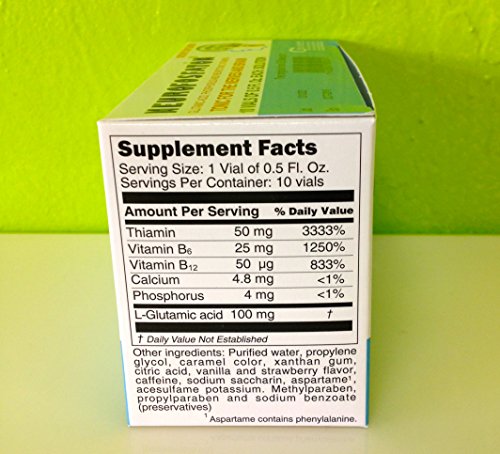 Supplement Facts
Serving Size: 1 Vial of 0.5 Fl. Oz.
Servings Per Container: 10 vials
Amount Per Serving % Daily Value
Thiamin 50 mg 3333%
Vitamin B6 25 mg 1250%
Vitamin B12 50 µg 833%
Calcium 4.8 mg <1%
Phosphorus 4 mg <1%
L-Glutamic acid 100 mg †
† Daily Value Not Established
Other ingredients: Purified water, propylene
glycol, caramel color, xanthan gum,
citric acid, vanilla and strawberry flavor,
caffeine, sodium saccharin, aspartame¹,
acesulfame potassium. Methylparaben,
propylparaben and sodium benzoate
(preservatives)
¹ Aspartame contains phenylalanine.